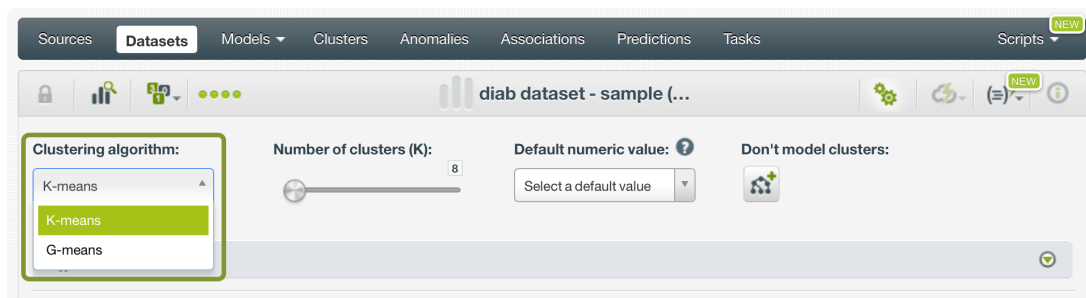 Sources Datasets Models Clusters Anomalies Associations Predictions Tasks Scripts NEW
diab dataset - sample (... (=) NEW
Clustering algorithm: Number of clusters (K): Default numeric value: ? Don't model clusters:
8
K-means Select a default value
K-means
G-means